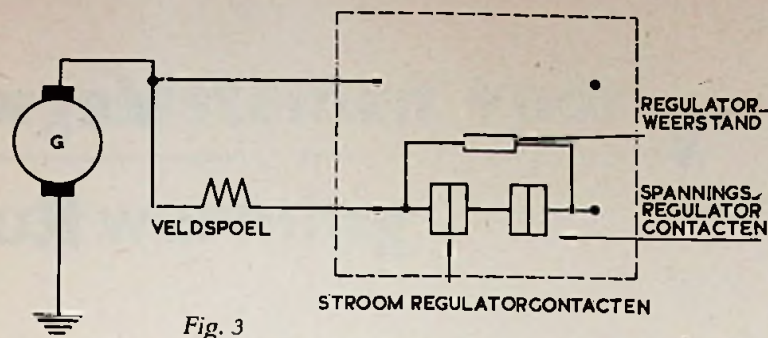 G
REGULATOR-
WEERSTAND
SPANNINGS-
REGULATOR
CONTACTEN
VELDSPOEL
STROOM REGULATORCONTACTEN
Fig. 3